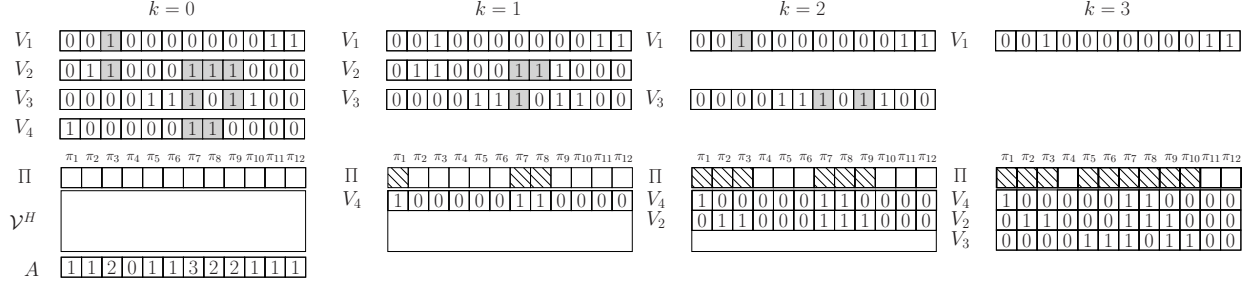 k = 0 k = 1 k = 2 k = 3
V₁ 0 0 1 0 0 0 0 0 0 0 1 1 V₁ 0 0 1 0 0 0 0 0 0 0 1 1 V₁ 0 0 1 0 0 0 0 0 0 0 1 1 V₁ 0 0 1 0 0 0 0 0 0 0 1 1
V₂ 0 1 1 0 0 0 1 1 1 0 0 0 V₂ 0 1 1 0 0 0 1 1 1 0 0 0
V₃ 0 0 0 0 1 1 1 0 1 1 0 0 V₃ 0 0 0 0 1 1 1 0 1 1 0 0 V₃ 0 0 0 0 1 1 1 0 1 1 0 0
V₄ 1 0 0 0 0 0 1 1 0 0 0 0
π₁ π₂ π₃ π₄ π₅ π₆ π₇ π₈ π₉ π₁₀ π₁₁ π₁₂ π₁ π₂ π₃ π₄ π₅ π₆ π₇ π₈ π₉ π₁₀ π₁₁ π₁₂ π₁ π₂ π₃ π₄ π₅ π₆ π₇ π₈ π₉ π₁₀ π₁₁ π₁₂ π₁ π₂ π₃ π₄ π₅ π₆ π₇ π₈ π₉ π₁₀ π₁₁ π₁₂
Π Π Π Π
V₄ 1 0 0 0 0 0 1 1 0 0 0 0 V₄ 1 0 0 0 0 0 1 1 0 0 0 0 V₄ 1 0 0 0 0 0 1 1 0 0 0 0
𝒱ᴴ V₂ 0 1 1 0 0 0 1 1 1 0 0 0 V₂ 0 1 1 0 0 0 1 1 1 0 0 0
V₃ 0 0 0 0 1 1 1 0 1 1 0 0
A 1 1 2 0 1 1 3 2 2 1 1 1